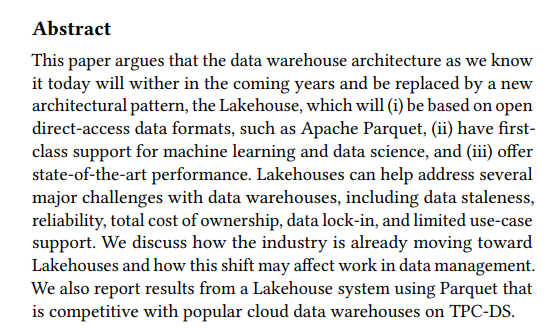 Abstract
This paper argues that the data warehouse architecture as we know
it today will wither in the coming years and be replaced by a new
architectural pattern, the Lakehouse, which will (i) be based on open
direct-access data formats, such as Apache Parquet, (ii) have first-
class support for machine learning and data science, and (iii) offer
state-of-the-art performance. Lakehouses can help address several
major challenges with data warehouses, including data staleness,
reliability, total cost of ownership, data lock-in, and limited use-case
support. We discuss how the industry is already moving toward
Lakehouses and how this shift may affect work in data management.
We also report results from a Lakehouse system using Parquet that
is competitive with popular cloud data warehouses on TPC-DS.